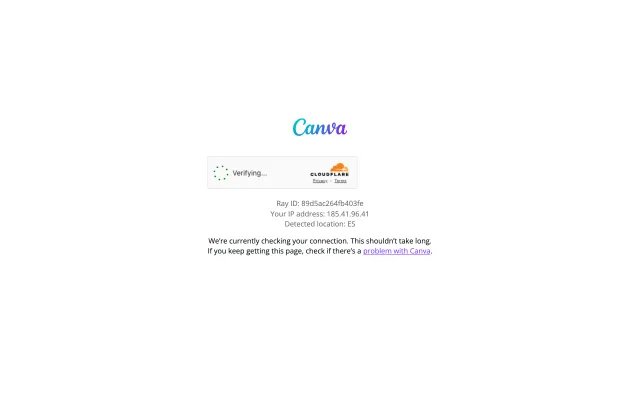 Canva
Verifying...
CLOUDFLARE
Privacy • Terms
Ray ID: 89d5ac264fb403fe
Your IP address: 185.41.96.41
Detected location: ES
We're currently checking your connection. This shouldn't take long.
If you keep getting this page, check if there's a problem with Canva.